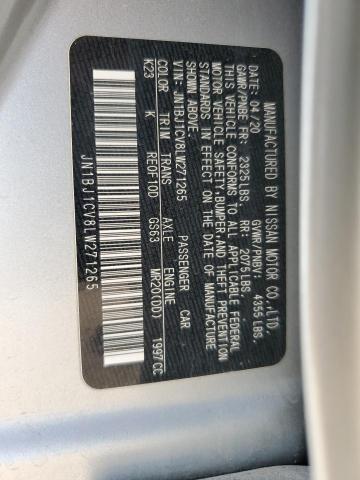 MANUFACTURED BY NISSAN MOTOR CO.,LTD.
DATE: 04/20 GVWR/PNBV: 4355 LBS.
GAWR/PNBE FR: 2325LBS. RR: 2075LBS.
THIS VEHICLE CONFORMS TO ALL APPLICABLE FEDERAL
MOTOR VEHICLE SAFETY,BUMPER,AND THEFT PREVENTION
STANDARDS IN EFFECT ON THE DATE OF MANUFACTURE
SHOWN ABOVE.
VIN: JN1BJ1CV8LW271265 PASSENGER CAR
COLOR TRIM TRANS AXLE ENGINE
K23 K RE0F10D GS63 MR20(DD) 1997CC
JN1BJ1CV8LW271265